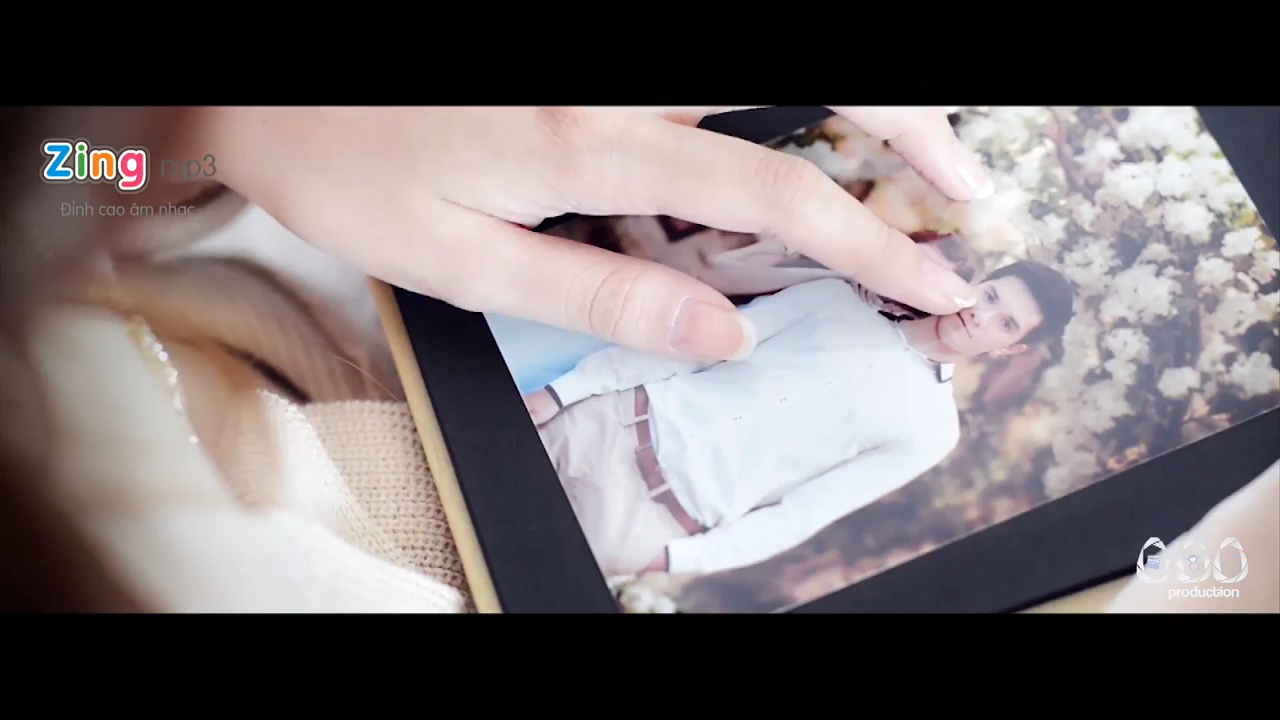 Zing mp3
Đỉnh cao âm nhạc
production